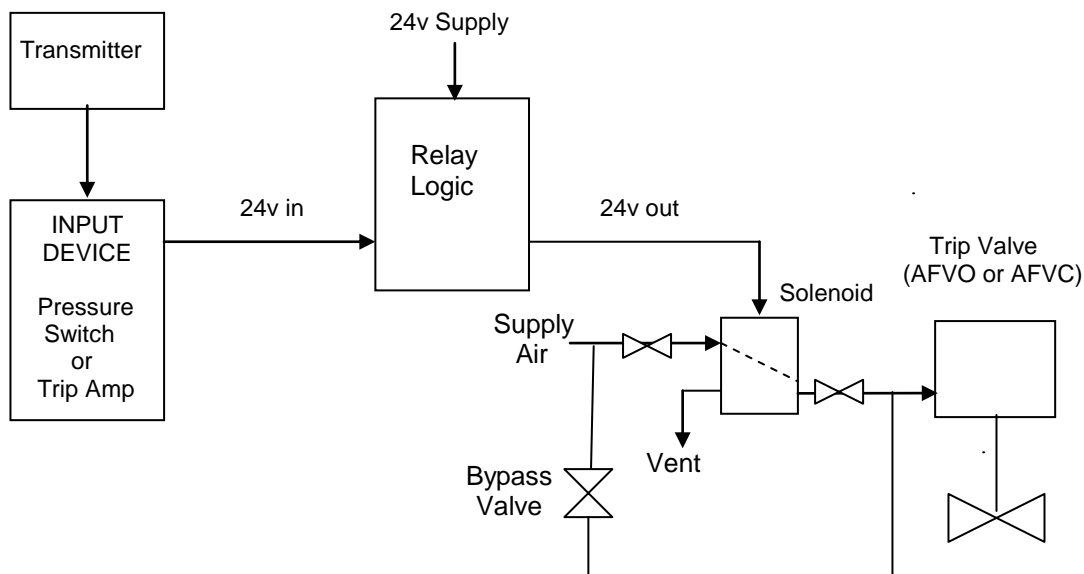 Transmitter
24v Supply
Relay
Logic
INPUT
DEVICE
Pressure
Switch
or
Trip Amp
24v in
24v out
Trip Valve
(AFVO or AFVC)
Solenoid
Supply
Air
Vent
Bypass
Valve